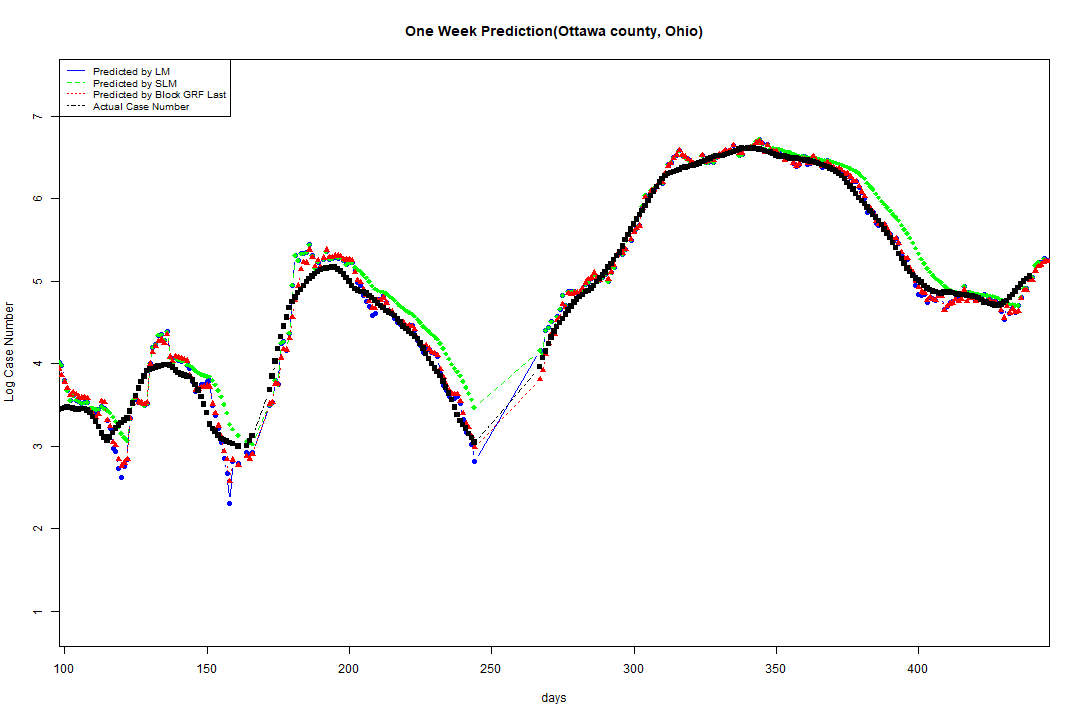 One Week Prediction(Ottawa county, Ohio)
Predicted by LM
Predicted by SLM
Predicted by Block GRF Last
Actual Case Number
Log Case Number
7
6
5
4
3
2
1
100 150 200 250 300 350 400
days